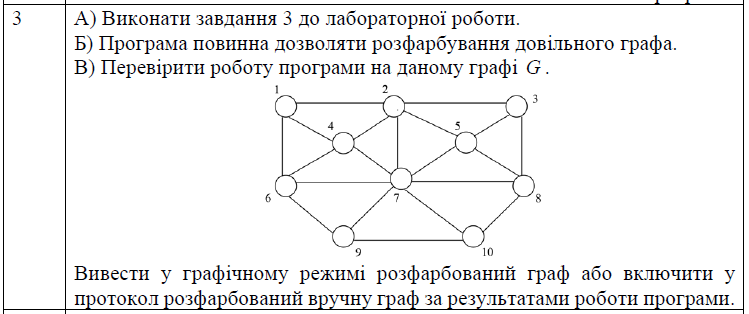 3
А) Виконати завдання 3 до лабораторної роботи.
Б) Програма повинна дозволяти розфарбування довільного графа.
В) Перевірити роботу програми на даному графі G .
1 2 3
4 5
6 7 8
9 10
Вивести у графічному режимі розфарбований граф або включити у
протокол розфарбований вручну граф за результатами роботи програми.